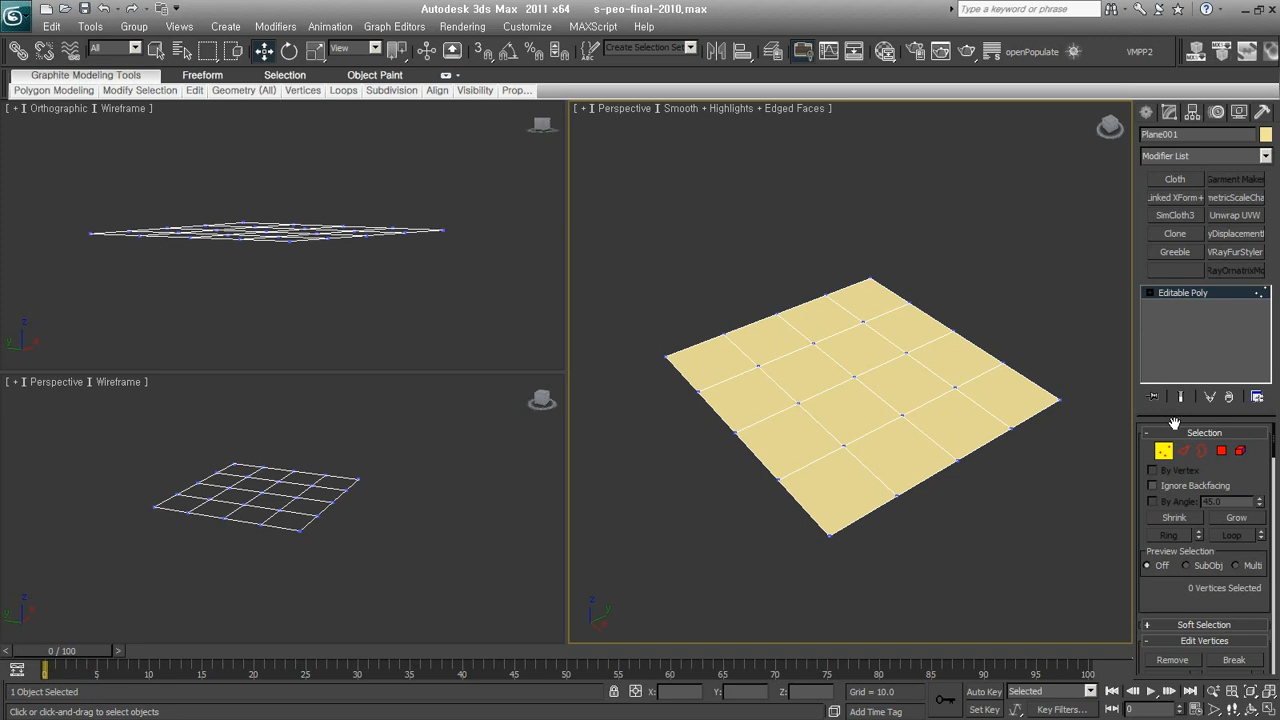 Autodesk 3ds Max 2011 x64
s-peo-final-2010.max
Type a keyword or phrase
Edit Tools Group Views Create Modifiers Animation Graph Editors Rendering Customize MAXScript Help
All
View
Create Selection Set
openPopulate
VMPP2
Graphite Modeling Tools Freeform Selection Object Paint
Polygon Modeling Modify Selection Edit Geometry (All) Vertices Loops Subdivision Align Visibility Prop...
[ + ] Orthographic ] Wireframe ]
[ + ] Perspective ] Smooth + Highlights + Edged Faces ]
[ + ] Perspective ] Wireframe ]
z
y
x
z
y
x
z
y
x
Plane001
Modifier List
Cloth
Garment Make
Linked XForm+
metricScaleCha
SimCloth3
Unwrap UVW
Clone
yDisplacement
Greeble
VRayFurStyler
RayOrnatrixMo
Editable Poly
- Selection
By Vertex
Ignore Backfacing
By Angle: 45.0
Shrink Grow
Ring Loop
Preview Selection
Off SubObj Multi
0 Vertices Selected
+ Soft Selection
- Edit Vertices
Remove Break
< 0 / 100 >
0 5 10 15 20 25 30 35 40 45 50 55 60 65 70 75 80 85 90 95 100
1 Object Selected
X: Y: Z:
Grid = 10.0
Auto Key
Selected
Click or click-and-drag to select objects
Add Time Tag
Set Key
Key Filters...
0